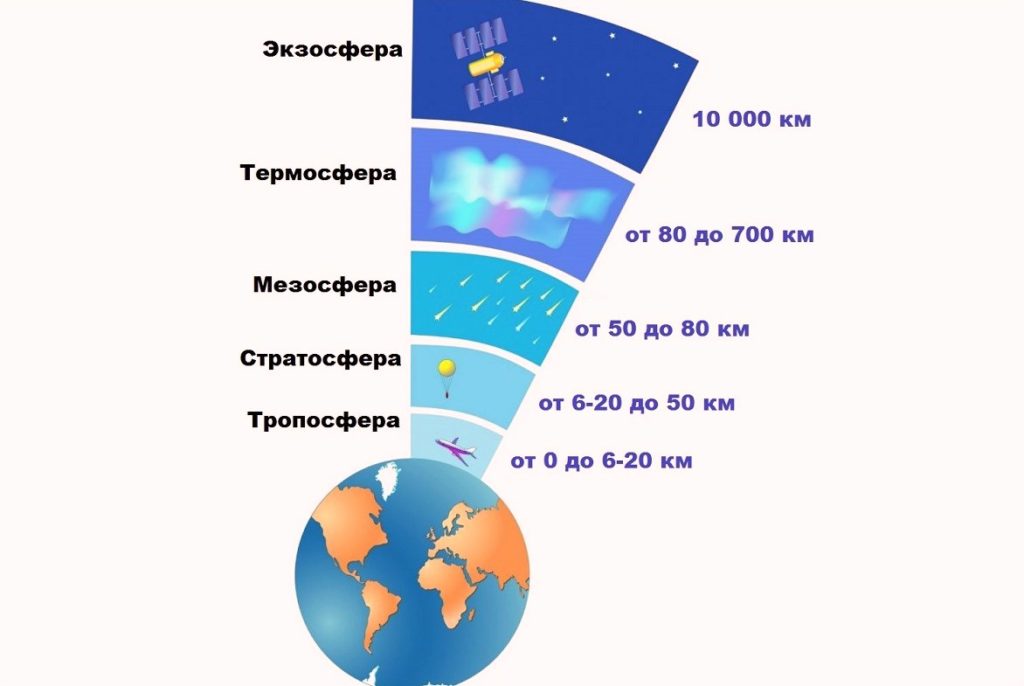 Экзосфера
10 000 км
Термосфера
от 80 до 700 км
Мезосфера
от 50 до 80 км
Стратосфера
от 6-20 до 50 км
Тропосфера
от 0 до 6-20 км